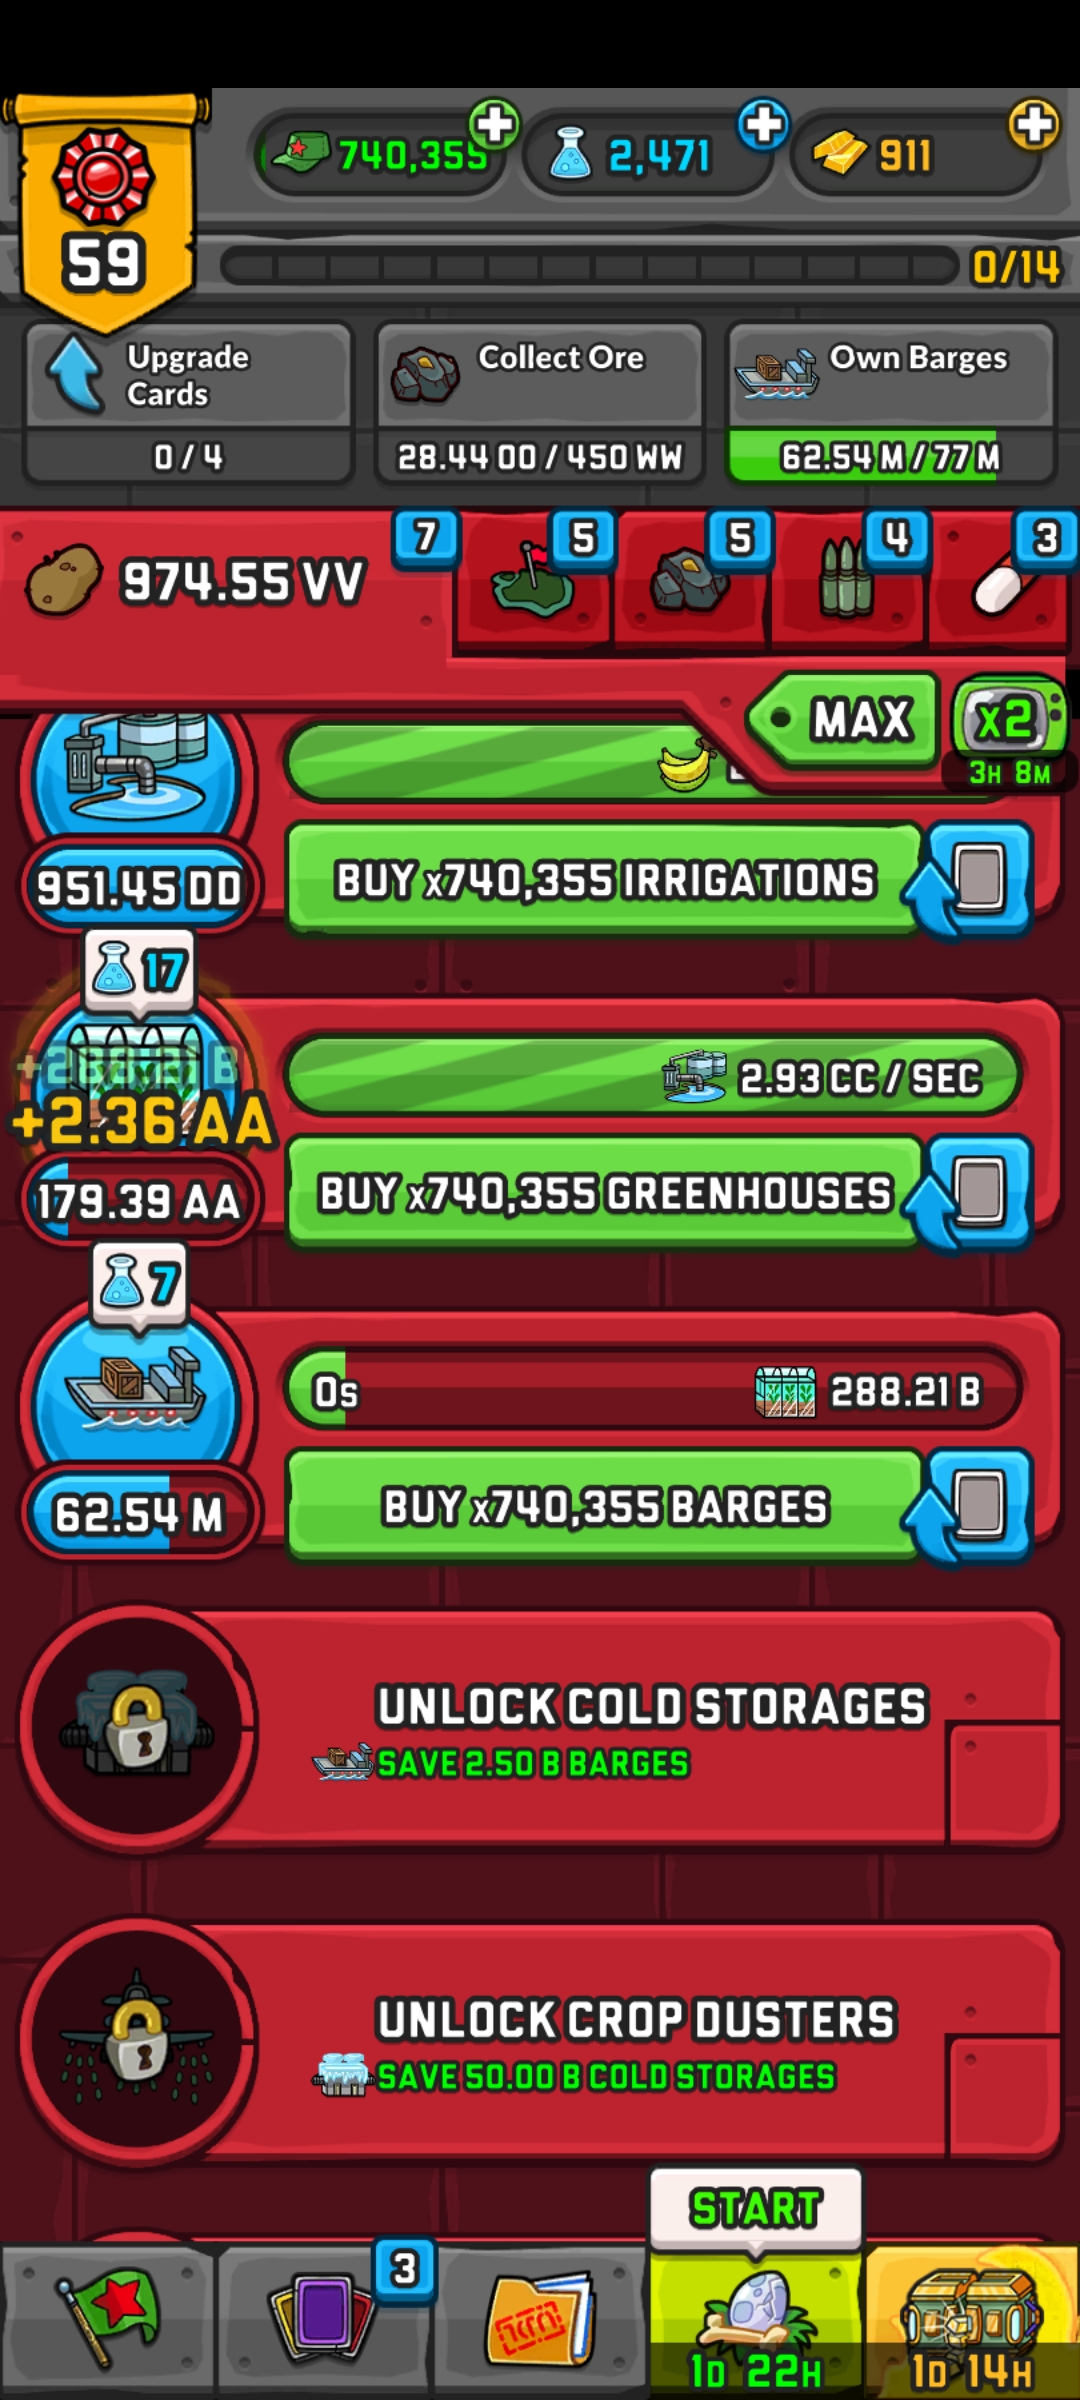 740,355
2,471
911
59
0/14
Upgrade
Cards
0 / 4
Collect Ore
28.44 OO / 450 WW
Own Barges
62.54 M / 77 M
974.55 VV
7
5
5
4
3
MAX
x2
3H 8M
951.45 DD
BUY x740,355 IRRIGATIONS
17
+288.21 B
+2.36 AA
179.39 AA
2.93 CC / SEC
BUY x740,355 GREENHOUSES
7
0s
288.21 B
62.54 M
BUY x740,355 BARGES
UNLOCK COLD STORAGES
SAVE 2.50 B BARGES
UNLOCK CROP DUSTERS
SAVE 50.00 B COLD STORAGES
START
3
1D 22H
1D 14H